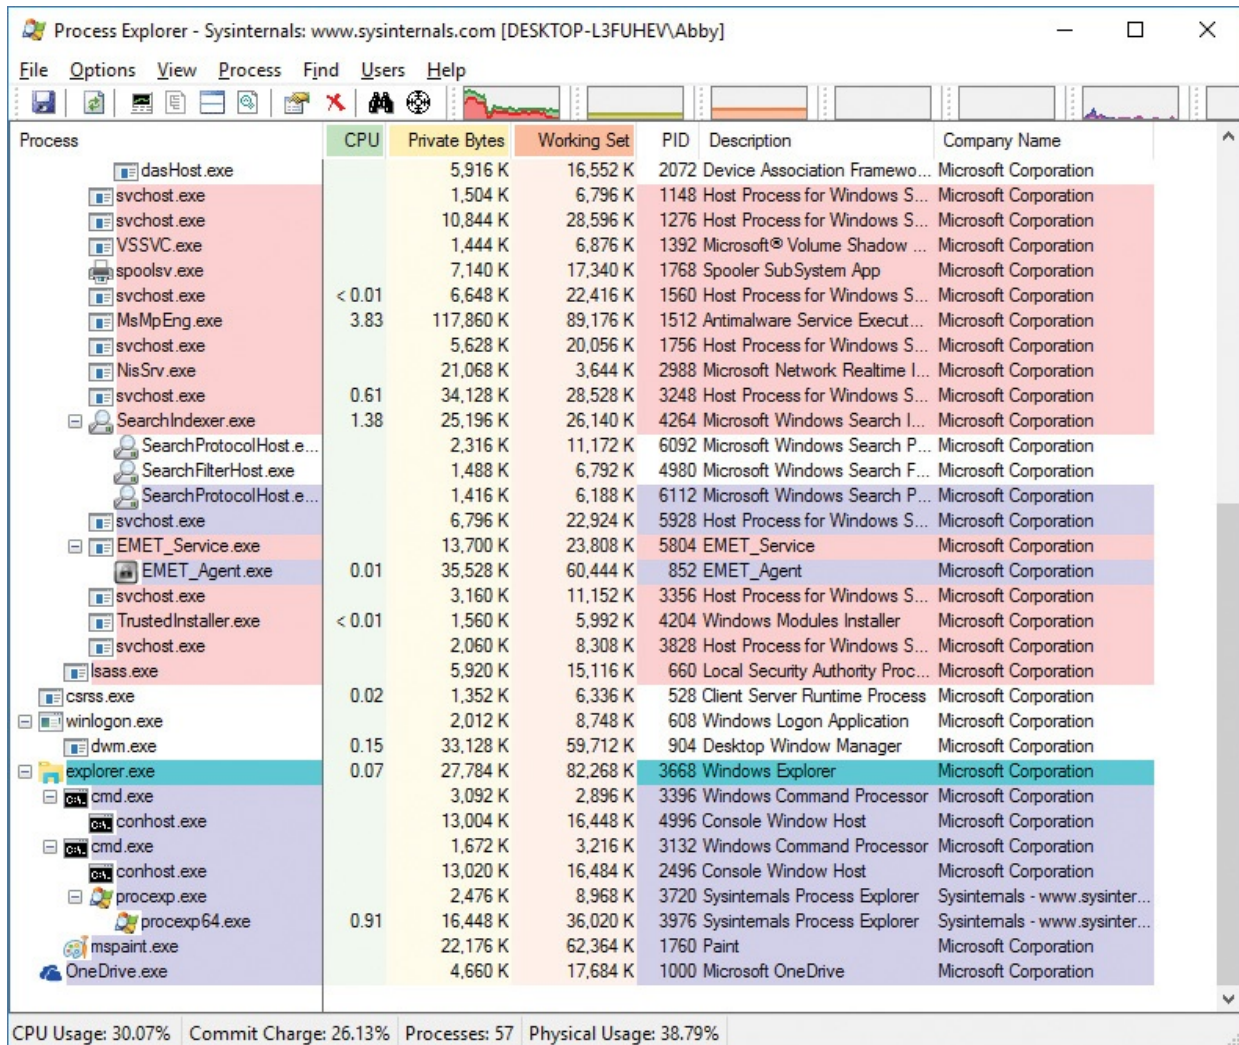 Process Explorer - Sysinternals: www.sysinternals.com [DESKTOP-L3FUHEV\Abby]
File Options View Process Find Users Help
Process CPU Private Bytes Working Set PID Description Company Name
dasHost.exe 5,916 K 16,552 K 2072 Device Association Framewo... Microsoft Corporation
svchost.exe 1,504 K 6,796 K 1148 Host Process for Windows S... Microsoft Corporation
svchost.exe 10,844 K 28,596 K 1276 Host Process for Windows S... Microsoft Corporation
VSSVC.exe 1,444 K 6,876 K 1392 Microsoft® Volume Shadow ... Microsoft Corporation
spoolsv.exe 7,140 K 17,340 K 1768 Spooler SubSystem App Microsoft Corporation
svchost.exe < 0.01 6,648 K 22,416 K 1560 Host Process for Windows S... Microsoft Corporation
MsMpEng.exe 3.83 117,860 K 89,176 K 1512 Antimalware Service Execut... Microsoft Corporation
svchost.exe 5,628 K 20,056 K 1756 Host Process for Windows S... Microsoft Corporation
NisSrv.exe 21,068 K 3,644 K 2988 Microsoft Network Realtime I... Microsoft Corporation
svchost.exe 0.61 34,128 K 28,528 K 3248 Host Process for Windows S... Microsoft Corporation
SearchIndexer.exe 1.38 25,196 K 26,140 K 4264 Microsoft Windows Search I... Microsoft Corporation
SearchProtocolHost.e... 2,316 K 11,172 K 6092 Microsoft Windows Search P... Microsoft Corporation
SearchFilterHost.exe 1,488 K 6,792 K 4980 Microsoft Windows Search F... Microsoft Corporation
SearchProtocolHost.e... 1,416 K 6,188 K 6112 Microsoft Windows Search P... Microsoft Corporation
svchost.exe 6,796 K 22,924 K 5928 Host Process for Windows S... Microsoft Corporation
EMET_Service.exe 13,700 K 23,808 K 5804 EMET_Service Microsoft Corporation
EMET_Agent.exe 0.01 35,528 K 60,444 K 852 EMET_Agent Microsoft Corporation
svchost.exe 3,160 K 11,152 K 3356 Host Process for Windows S... Microsoft Corporation
TrustedInstaller.exe < 0.01 1,560 K 5,992 K 4204 Windows Modules Installer Microsoft Corporation
svchost.exe 2,060 K 8,308 K 3828 Host Process for Windows S... Microsoft Corporation
lsass.exe 5,920 K 15,116 K 660 Local Security Authority Proc... Microsoft Corporation
csrss.exe 0.02 1,352 K 6,336 K 528 Client Server Runtime Process Microsoft Corporation
winlogon.exe 2,012 K 8,748 K 608 Windows Logon Application Microsoft Corporation
dwm.exe 0.15 33,128 K 59,712 K 904 Desktop Window Manager Microsoft Corporation
explorer.exe 0.07 27,784 K 82,268 K 3668 Windows Explorer Microsoft Corporation
cmd.exe 3,092 K 2,896 K 3396 Windows Command Processor Microsoft Corporation
conhost.exe 13,004 K 16,448 K 4996 Console Window Host Microsoft Corporation
cmd.exe 1,672 K 3,216 K 3132 Windows Command Processor Microsoft Corporation
conhost.exe 13,020 K 16,484 K 2496 Console Window Host Microsoft Corporation
procexp.exe 2,476 K 8,968 K 3720 Sysinternals Process Explorer Sysinternals - www.sysinter...
procexp64.exe 0.91 16,448 K 36,020 K 3976 Sysinternals Process Explorer Sysinternals - www.sysinter...
mspaint.exe 22,176 K 62,364 K 1760 Paint Microsoft Corporation
OneDrive.exe 4,660 K 17,684 K 1000 Microsoft OneDrive Microsoft Corporation
CPU Usage: 30.07% Commit Charge: 26.13% Processes: 57 Physical Usage: 38.79%